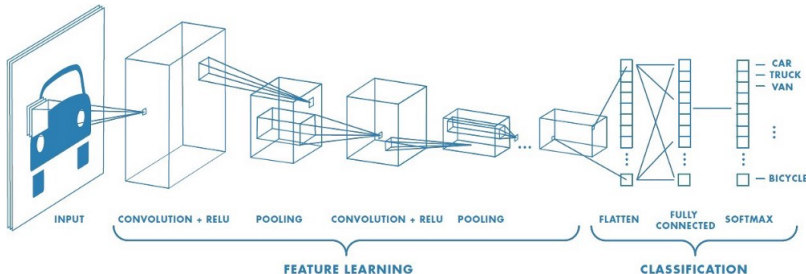 CAR
TRUCK
VAN
BICYCLE
INPUT
CONVOLUTION + RELU
POOLING
CONVOLUTION + RELU
POOLING
FLATTEN
FULLY
CONNECTED
SOFTMAX
FEATURE LEARNING
CLASSIFICATION